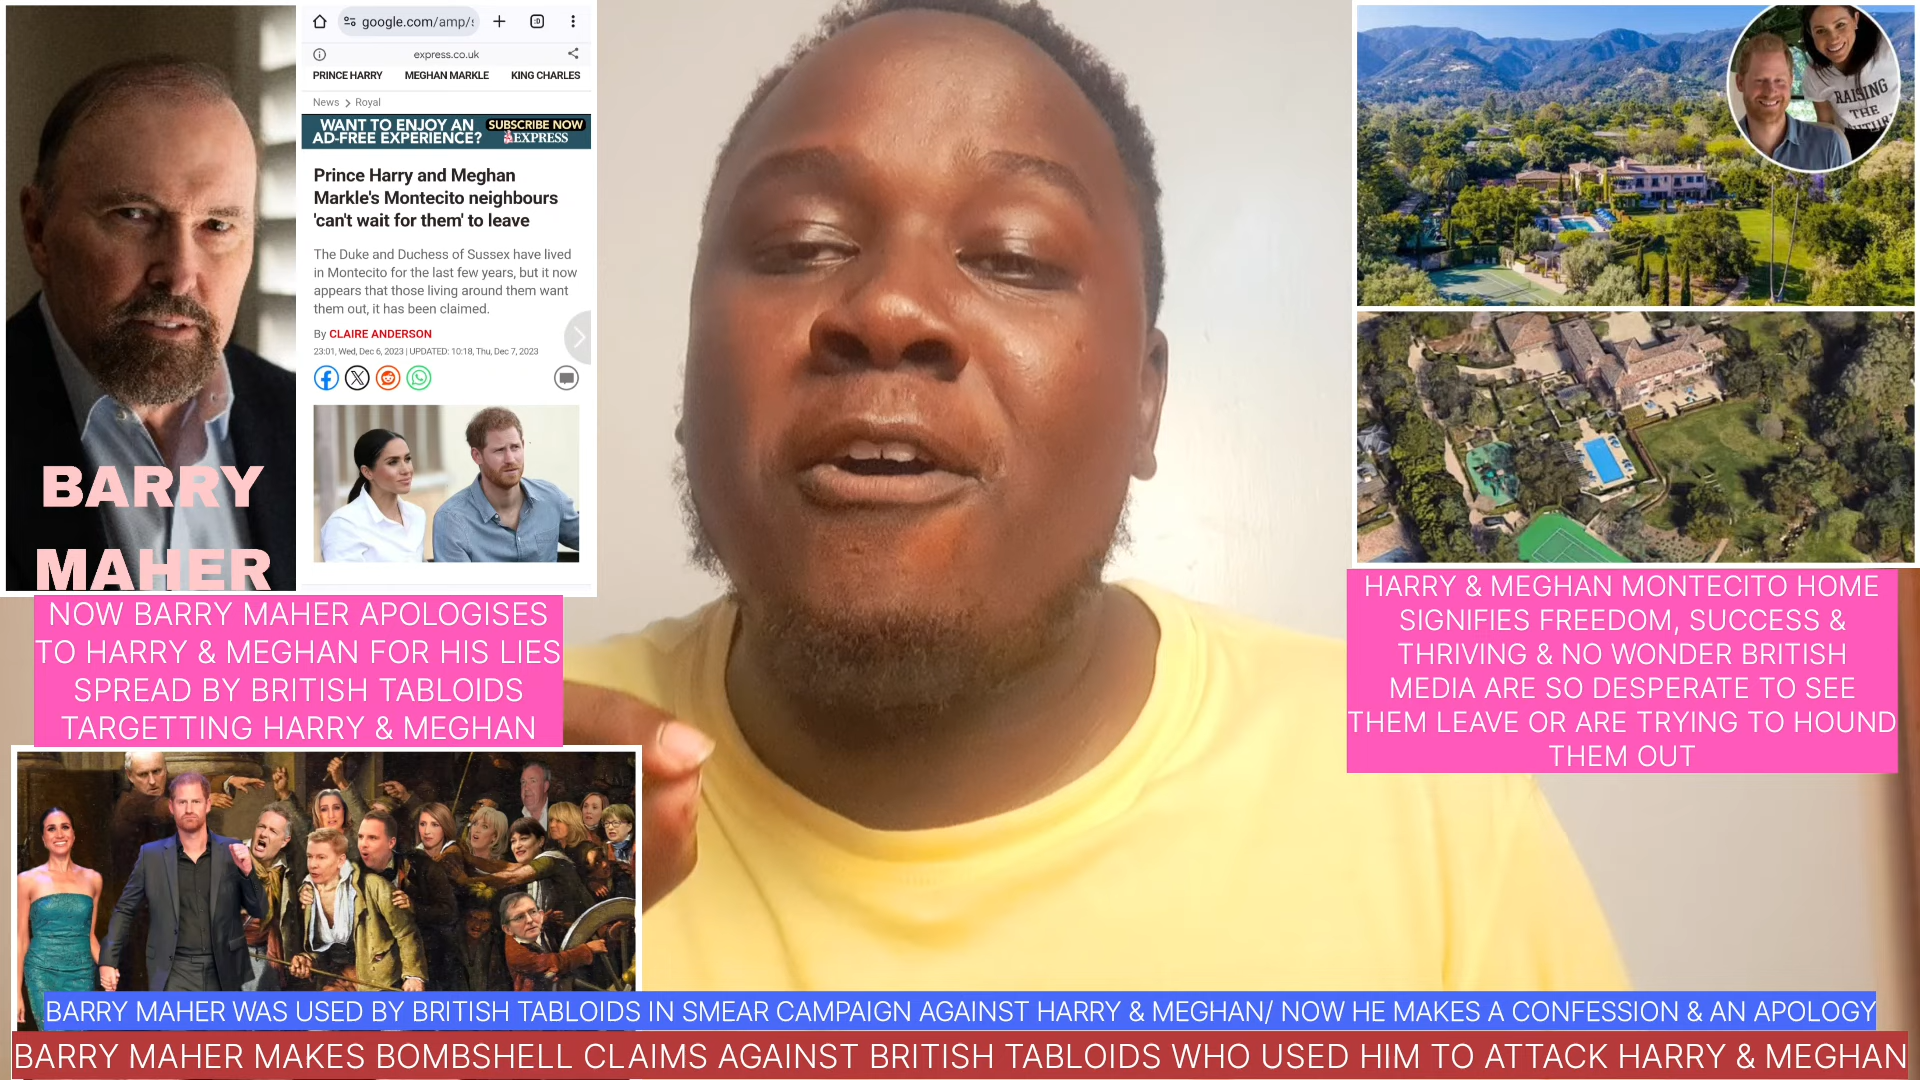 BARRY
MAHER
google.com/amp/s
express.co.uk
PRINCE HARRY MEGHAN MARKLE KING CHARLES
News > Royal
WANT TO ENJOY AN
AD-FREE EXPERIENCE?
SUBSCRIBE NOW
EXPRESS
Prince Harry and Meghan
Markle's Montecito neighbours
'can't wait for them' to leave
The Duke and Duchess of Sussex have lived
in Montecito for the last few years, but it now
appears that those living around them want
them out, it has been claimed.
By CLAIRE ANDERSON
23:01, Wed, Dec 6, 2023 | UPDATED: 10:18, Thu, Dec 7, 2023
NOW BARRY MAHER APOLOGISES
TO HARRY & MEGHAN FOR HIS LIES
SPREAD BY BRITISH TABLOIDS
TARGETTING HARRY & MEGHAN
RAISING
THE
HARRY & MEGHAN MONTECITO HOME
SIGNIFIES FREEDOM, SUCCESS &
THRIVING & NO WONDER BRITISH
MEDIA ARE SO DESPERATE TO SEE
THEM LEAVE OR ARE TRYING TO HOUND
THEM OUT
BARRY MAHER WAS USED BY BRITISH TABLOIDS IN SMEAR CAMPAIGN AGAINST HARRY & MEGHAN/ NOW HE MAKES A CONFESSION & AN APOLOGY
BARRY MAHER MAKES BOMBSHELL CLAIMS AGAINST BRITISH TABLOIDS WHO USED HIM TO ATTACK HARRY & MEGHAN